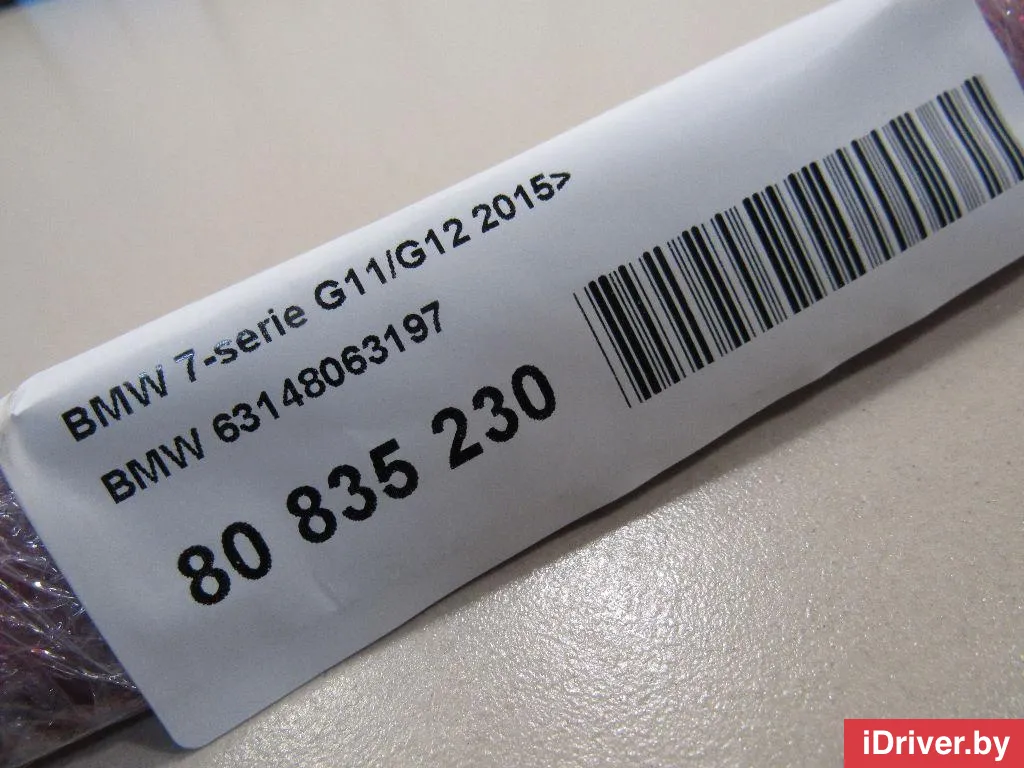 BMW 7-serie G11/G12 2015>
BMW 63148063197
80 835 230
iDriver.by